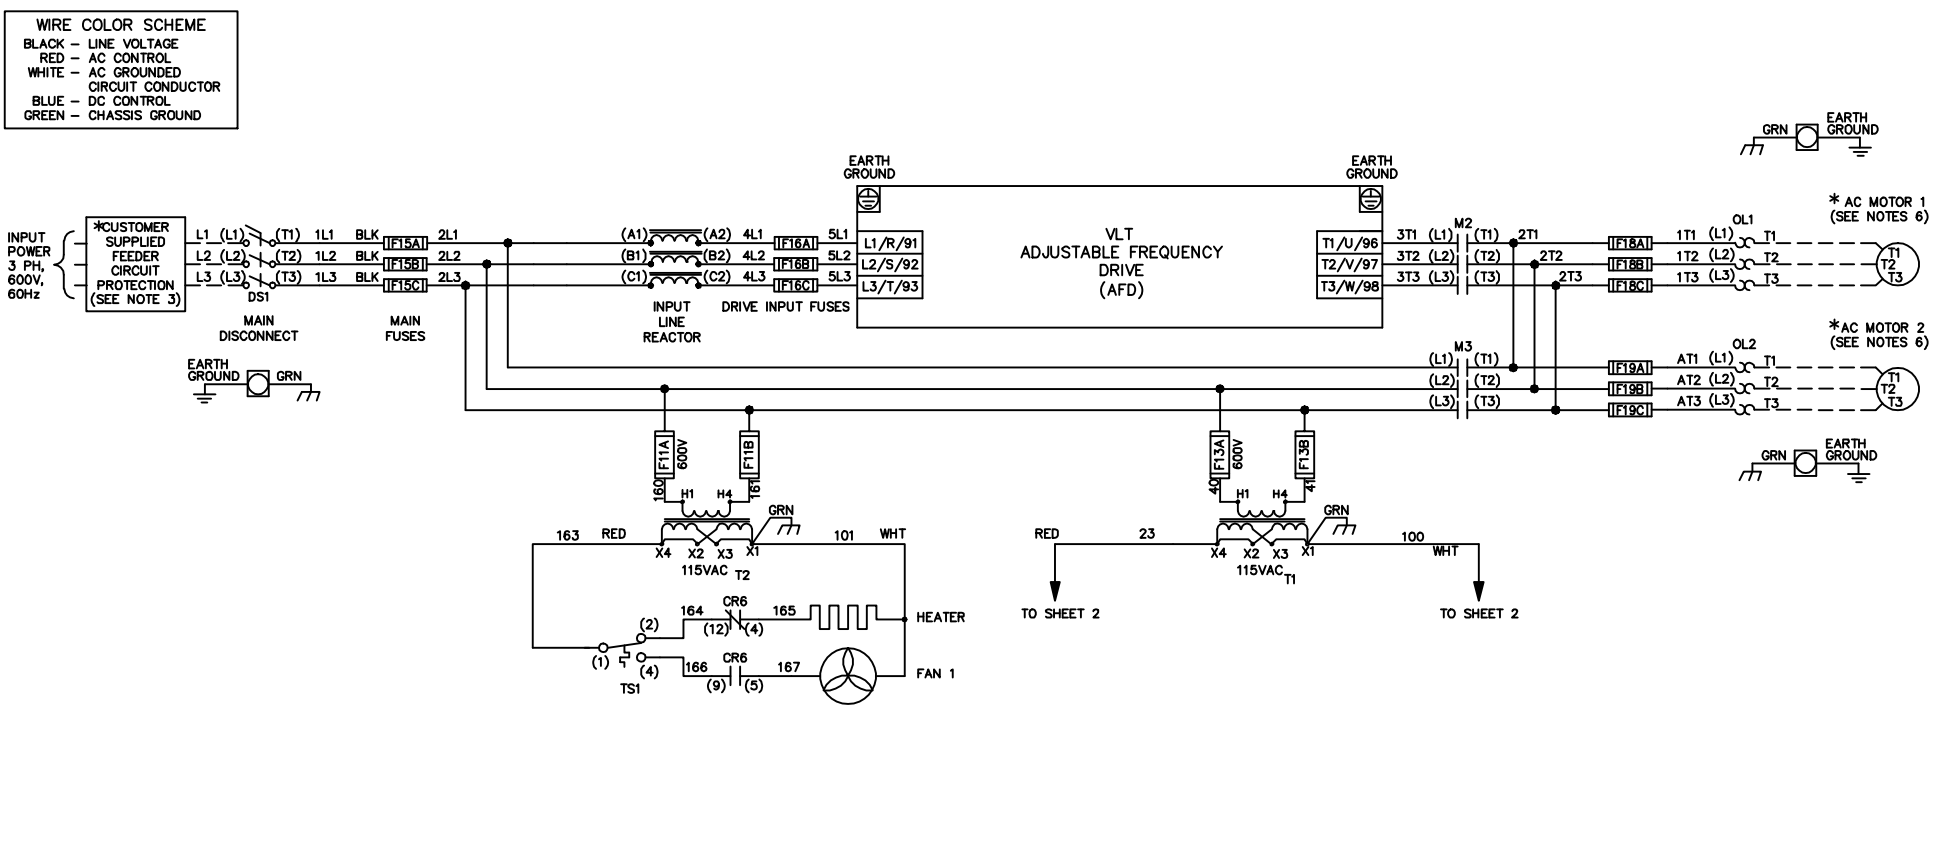 WIRE COLOR SCHEME
BLACK - LINE VOLTAGE
RED - AC CONTROL
WHITE - AC GROUNDED
CIRCUIT CONDUCTOR
BLUE - DC CONTROL
GREEN - CHASSIS GROUND
GRN
EARTH
GROUND
EARTH
GROUND
EARTH
GROUND
* AC MOTOR 1
(SEE NOTES 6)
INPUT
POWER
3 PH,
600V,
60Hz
*CUSTOMER
SUPPLIED
FEEDER
CIRCUIT
PROTECTION
(SEE NOTE 3)
L1 (L1) (T1) 1L1 BLK F15A 2L1 (A1) (A2) 4L1 F16A 5L1 L1/R/91
L2 (L2) (T2) 1L2 BLK F15B 2L2 (B1) (B2) 4L2 F16B 5L2 L2/S/92
L3 (L3) (T3) 1L3 BLK F15C 2L3 (C1) (C2) 4L3 F16C 5L3 L3/T/93
DS1
MAIN
DISCONNECT
MAIN
FUSES
INPUT
LINE
REACTOR
DRIVE INPUT FUSES
VLT
ADJUSTABLE FREQUENCY
DRIVE
(AFD)
M2
OL1
T1/U/96 3T1 (L1) (T1) 2T1 F18A 1T1 (L1) T1 T1
T2/V/97 3T2 (L2) (T2) 2T2 F18B 1T2 (L2) T2 T2
T3/W/98 3T3 (L3) (T3) 2T3 F18C 1T3 (L3) T3 T3
* AC MOTOR 2
(SEE NOTES 6)
M3
OL2
(L1) (T1) F19A AT1 (L1) T1 T1
(L2) (T2) F19B AT2 (L2) T2 T2
(L3) (T3) F19C AT3 (L3) T3 T3
EARTH
GROUND
GRN
GRN
EARTH
GROUND
F11A
600V
F11B
160
161
H1 H4
GRN
163 RED
101 WHT
X4 X2 X3 X1
115VAC T2
F13A
600V
F13B
40
41
H1 H4
GRN
RED 23
100
WHT
X4 X2 X3 X1
115VAC T1
TO SHEET 2
TO SHEET 2
CR6
164 165
(12) (4)
HEATER
(2)
(1)
(4)
TS1
CR6
166 167
(9) (5)
FAN 1